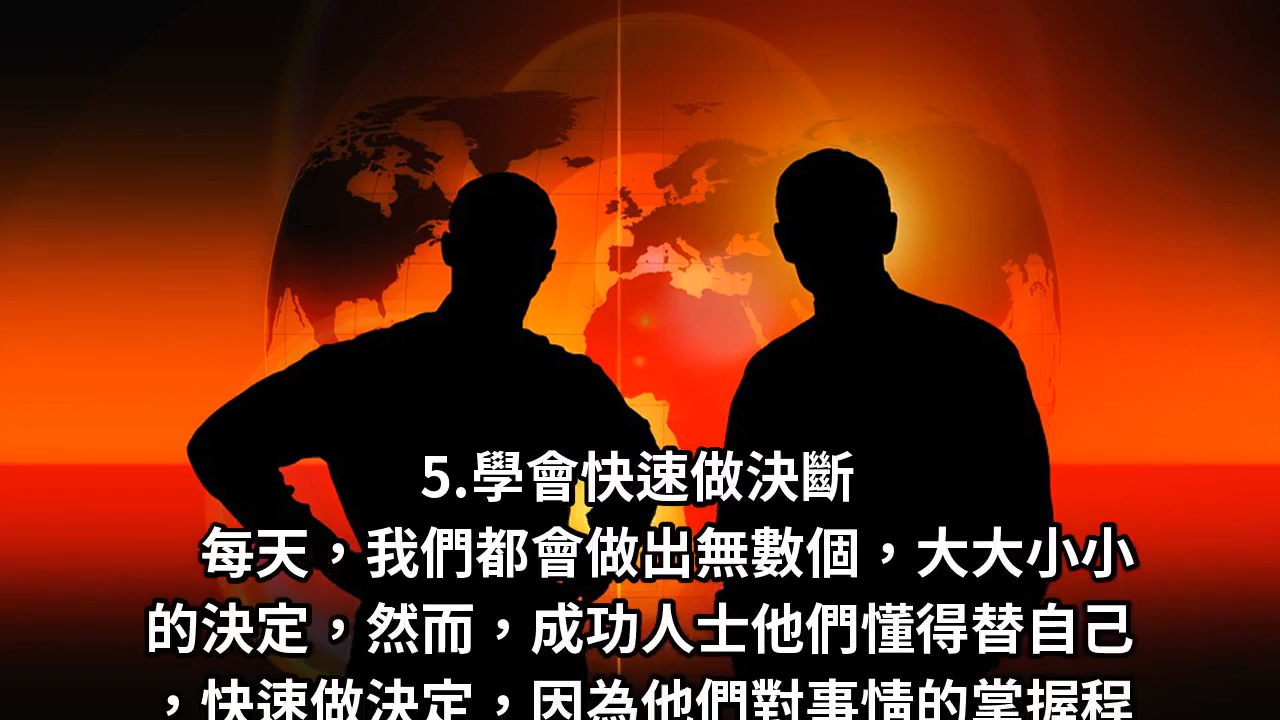 5.學會快速做決斷
每天，我們都會做出無數個，大大小小
的決定，然而，成功人士他們懂得替自己
，快速做決定，因為他們對事情的掌握程